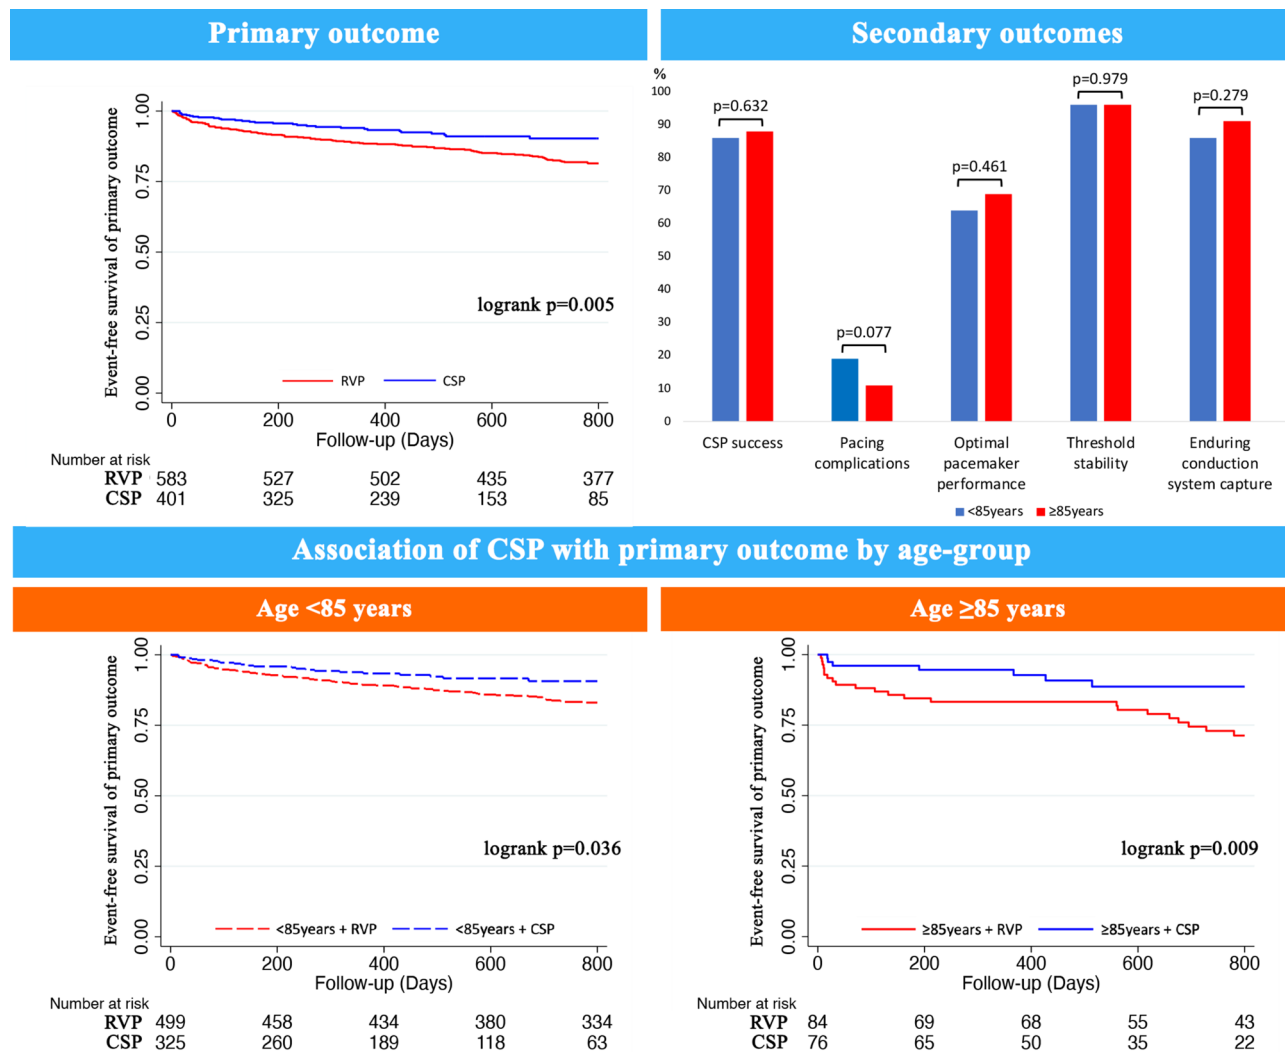 Primary outcome
Event-free survival of primary outcome
1.00
0.75
0.50
0.25
0.00
logrank p=0.005
RVP CSP
0 200 400 600 800
Follow-up (Days)
Number at risk
RVP 583 527 502 435 377
CSP 401 325 239 153 85
Secondary outcomes
%
100
90
80
70
60
50
40
30
20
10
0
p=0.632
p=0.077
p=0.461
p=0.979
p=0.279
CSP success
Pacing
complications
Optimal
pacemaker
performance
Threshold
stability
Enduring
conduction
system capture
<85years ≥85years
Association of CSP with primary outcome by age-group
Age <85 years
Event-free survival of primary outcome
1.00
0.75
0.50
0.25
0.00
logrank p=0.036
<85years + RVP <85years + CSP
0 200 400 600 800
Follow-up (Days)
Number at risk
RVP 499 458 434 380 334
CSP 325 260 189 118 63
Age ≥85 years
Event-free survival of primary outcome
1.00
0.75
0.50
0.25
0.00
logrank p=0.009
≥85years + RVP ≥85years + CSP
0 200 400 600 800
Follow-up (Days)
Number at risk
RVP 84 69 68 55 43
CSP 76 65 50 35 22